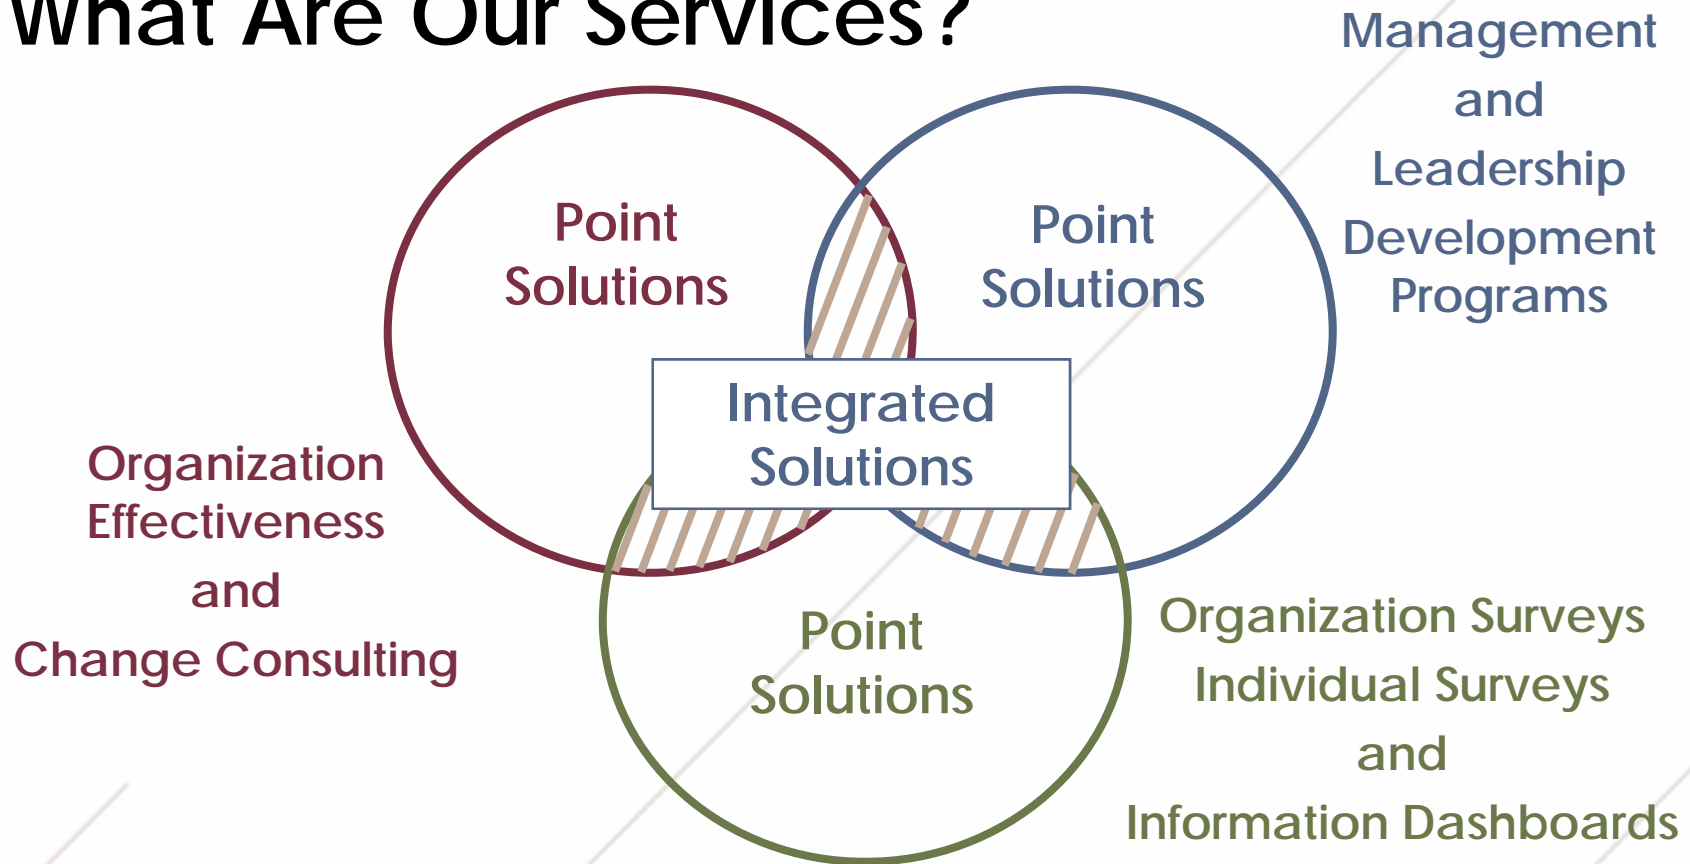 What Are Our Services?
Management
and
Leadership
Development
Programs
Point
Solutions
Point
Solutions
Integrated
Solutions
Organization
Effectiveness
and
Change Consulting
Point
Solutions
Organization Surveys
Individual Surveys
and
Information Dashboards